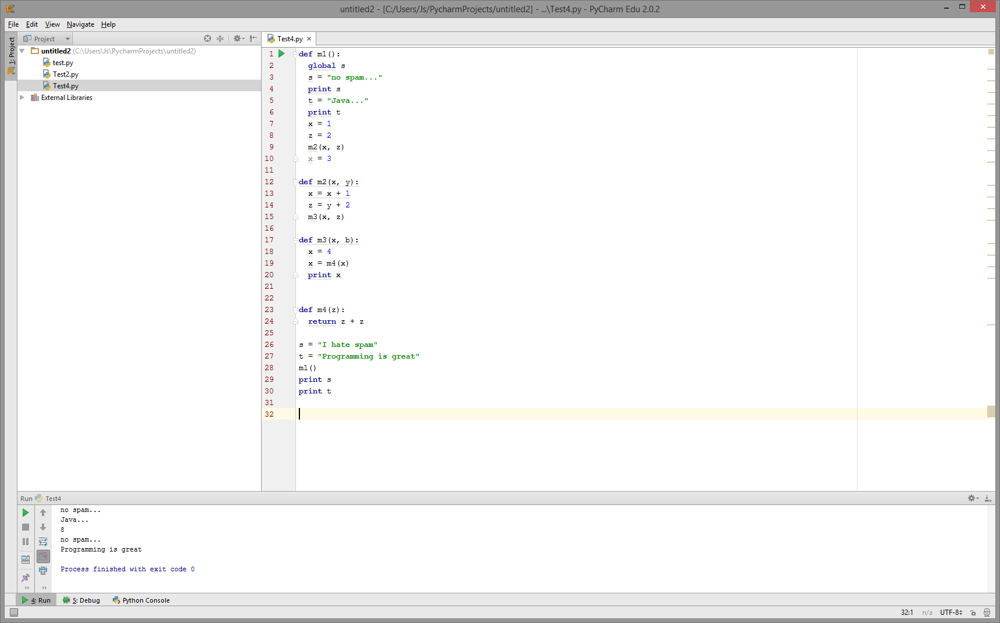 untitled2 - [C:/Users/Js/PycharmProjects/untitled2] - ...\Test4.py - PyCharm Edu 2.0.2
File Edit View Navigate Help
1: Project
Project
untitled2 (C:\Users\Js\PycharmProjects\untitled2)
test.py
Test2.py
Test4.py
External Libraries
Test4.py
1 def m1():
2   global s
3   s = "no spam..."
4   print s
5   t = "Java..."
6   print t
7   x = 1
8   z = 2
9   m2(x, z)
10   x = 3
11
12 def m2(x, y):
13   x = x + 1
14   z = y + 2
15   m3(x, z)
16
17 def m3(x, b):
18   x = 4
19   x = m4(x)
20   print x
21
22
23 def m4(z):
24   return z + z
25
26 s = "I hate spam"
27 t = "Programming is great"
28 m1()
29 print s
30 print t
31
32
Run Test4
no spam...
Java...
8
no spam...
Programming is great
Process finished with exit code 0
4: Run 5: Debug Python Console
32:1 n/a UTF-8